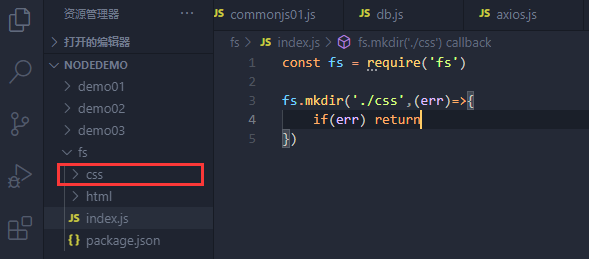 资源管理器
打开的编辑器
NODEDEMO
demo01
demo02
demo03
fs
css
html
JS index.js
{} package.json
JS commonjs01.js JS db.js JS axios.js
fs > JS index.js > fs.mkdir('./css') callback
1 const fs = require('fs')
2
3 fs.mkdir('./css',(err)=>{
4 if(err) return
5 })